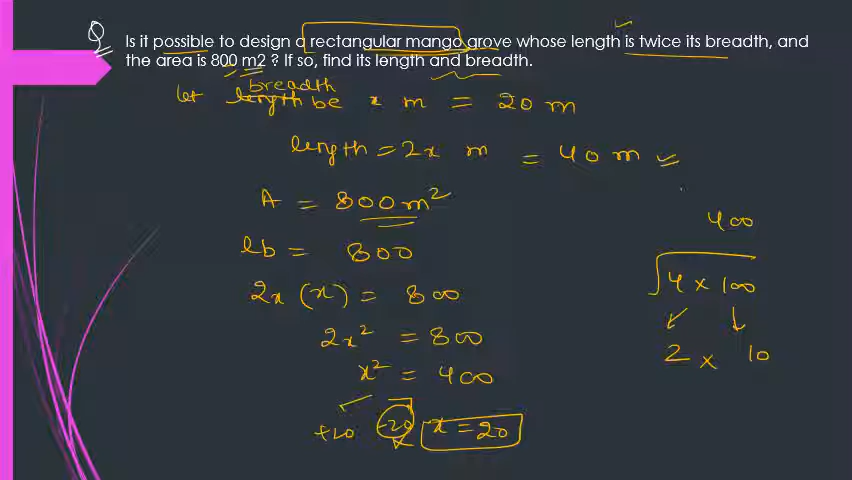 Q Is it possible to design a rectangular mango grove whose length is twice its breadth, and
the area is 800 m2 ? If so, find its length and breadth.
breadth
let length be x m = 20 m
length = 2x m = 40 m
A = 800 m²
lb = 800
2x (x) = 800
2x² = 800
x² = 400
+20 -20 x = 20
400
√4 × 100
2 × 10